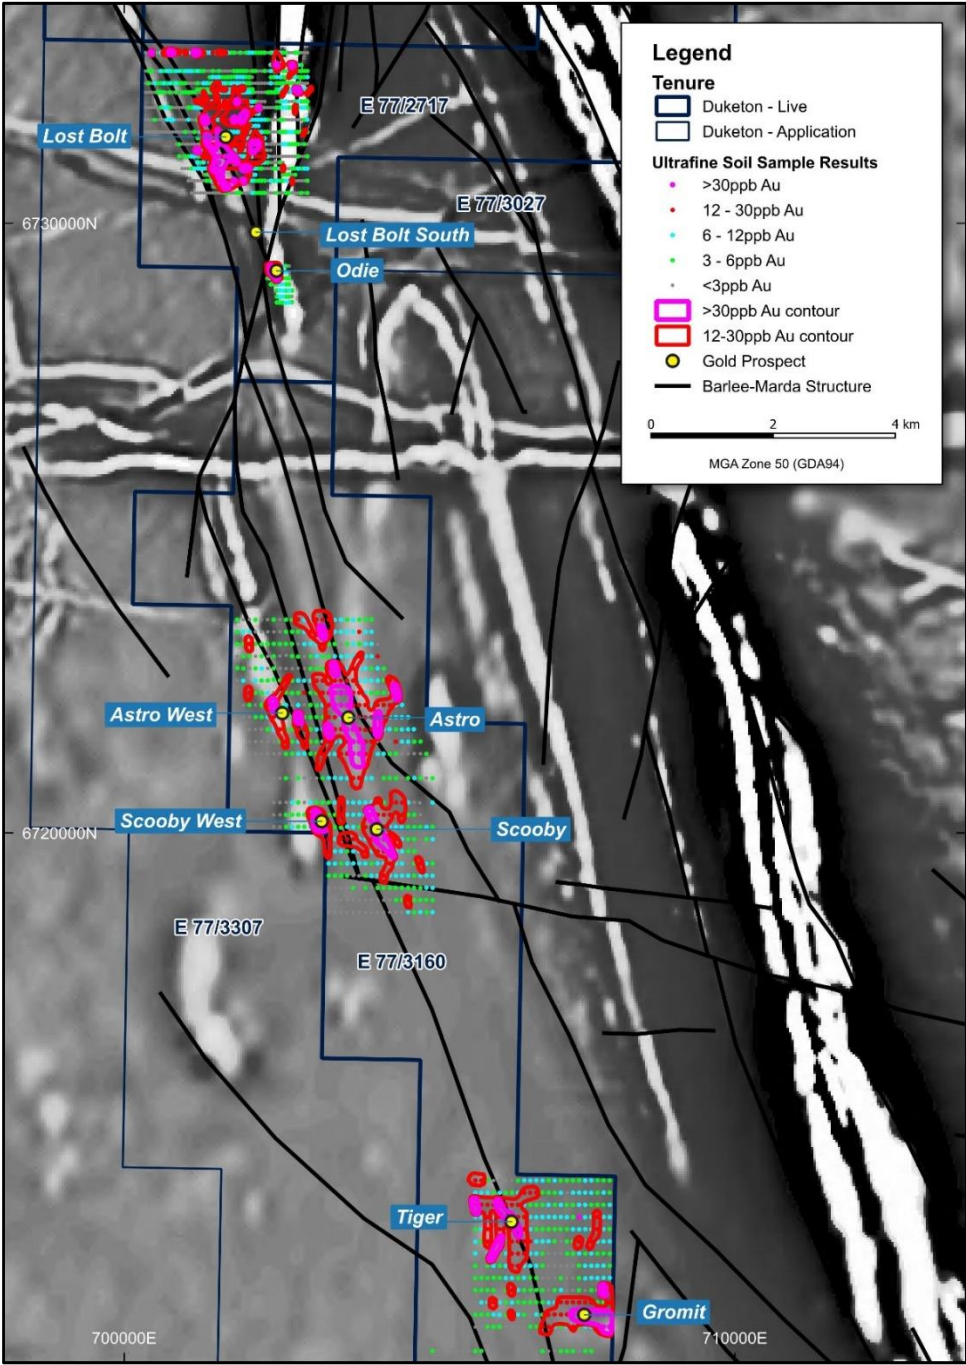 Legend
Tenure
Duketon - Live
Duketon - Application
Ultrafine Soil Sample Results
>30ppb Au
12 - 30ppb Au
6 - 12ppb Au
3 - 6ppb Au
<3ppb Au
>30ppb Au contour
12-30ppb Au contour
Gold Prospect
Barlee-Marda Structure
0 2 4 km
MGA Zone 50 (GDA94)
E 77/2717
Lost Bolt
E 77/3027
6730000N
Lost Bolt South
Odie
Astro West
Astro
Scooby West
Scooby
6720000N
E 77/3307
E 77/3160
Tiger
Gromit
700000E
710000E